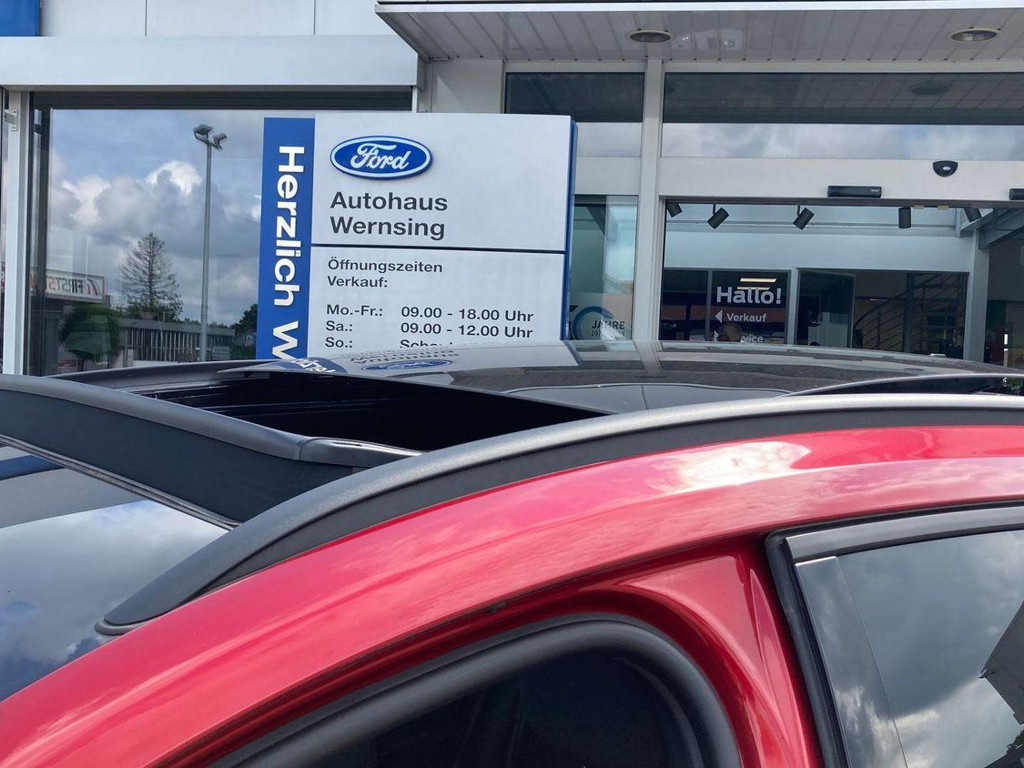 Herzlich
Ford
Autohaus
Wernsing
Öffnungszeiten
Verkauf:
Mo.-Fr.: 09.00 - 18.00 Uhr
Sa.: 09.00 - 12.00 Uhr
So.:
JAHRE
Hallo!
Verkauf